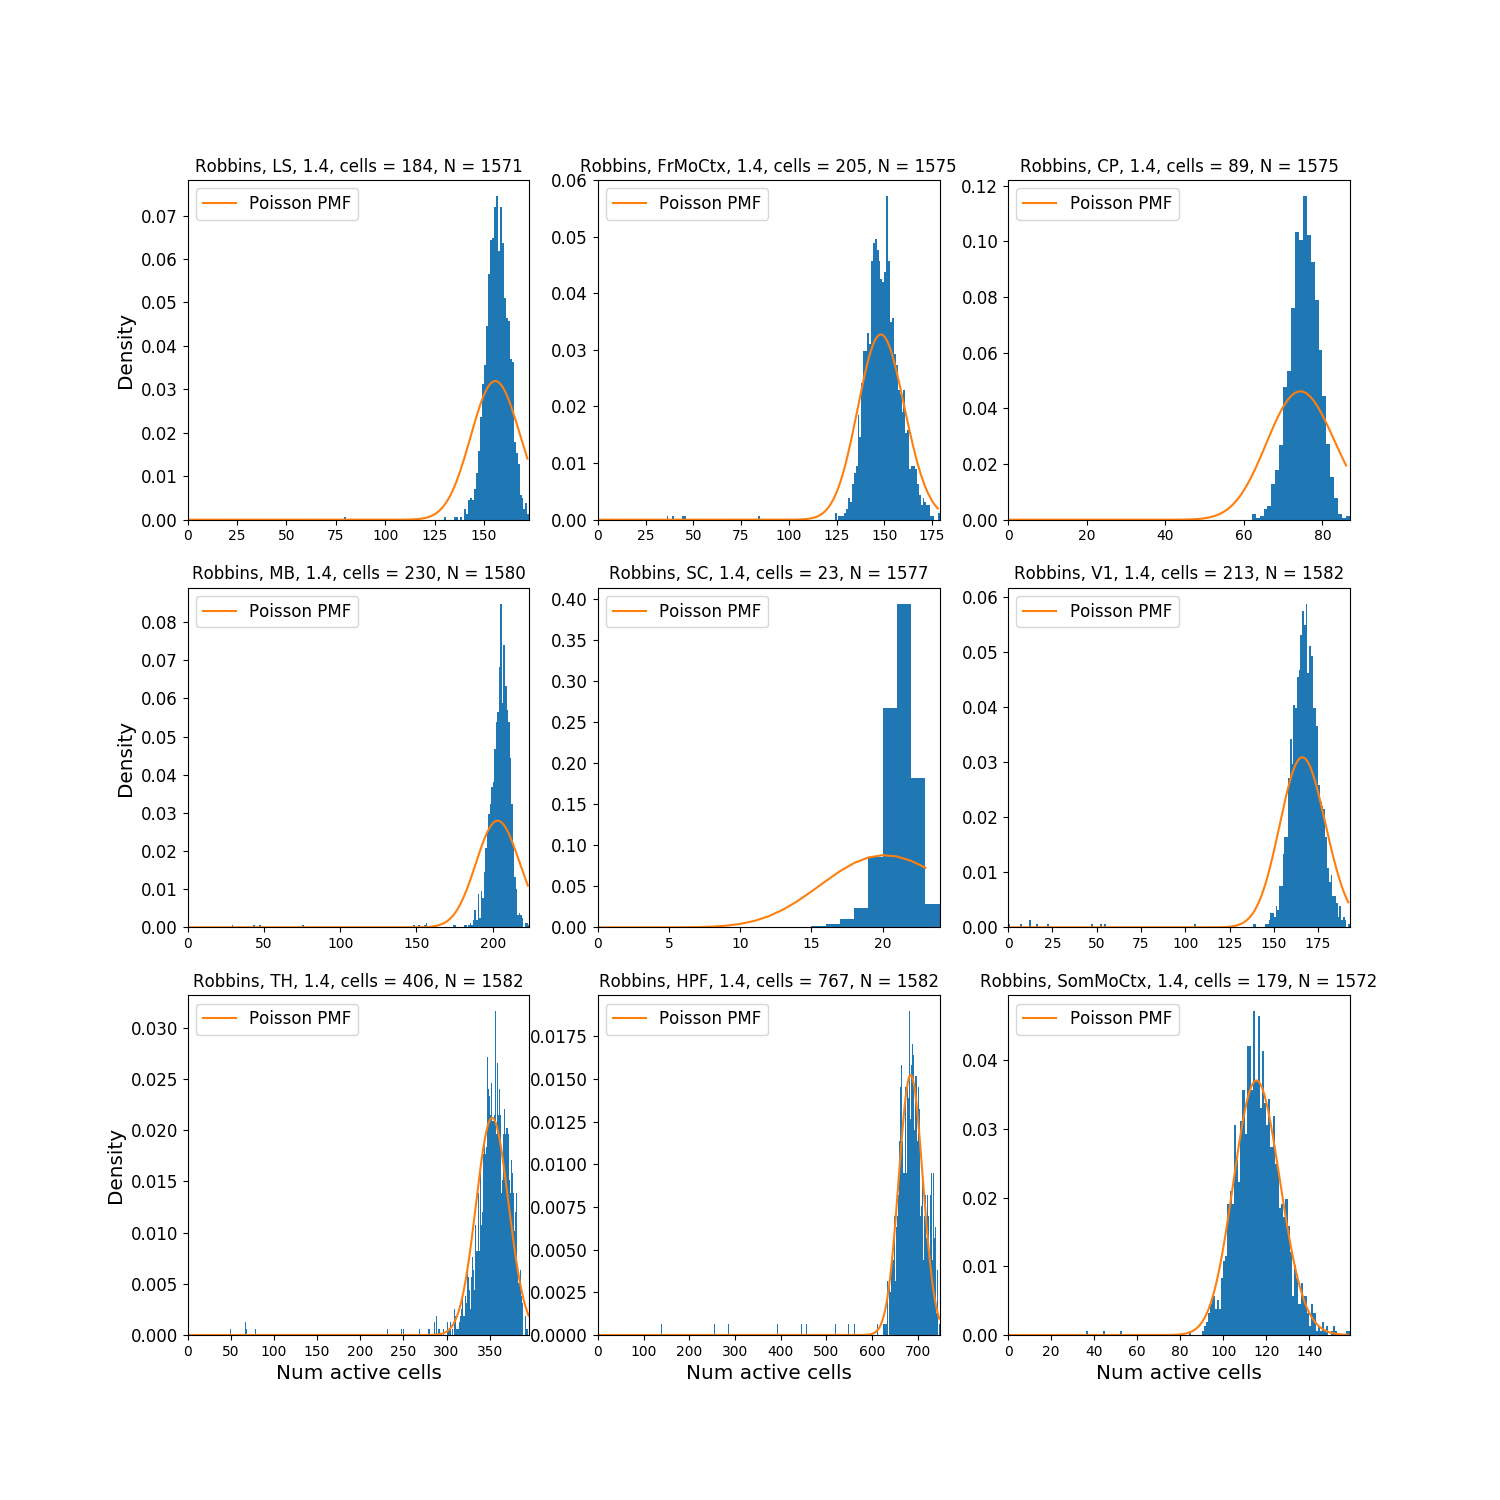 Robbins, LS, 1.4, cells = 184, N = 1571
Robbins, FrMoCtx, 1.4, cells = 205, N = 1575
Robbins, CP, 1.4, cells = 89, N = 1575
Density
0.07
0.06
0.05
0.04
0.03
0.02
0.01
0.00
Poisson PMF
0 25 50 75 100 125 150
0.06
0.05
0.04
0.03
0.02
0.01
0.00
Poisson PMF
0 25 50 75 100 125 150 175
0.12
0.10
0.08
0.06
0.04
0.02
0.00
Poisson PMF
0 20 40 60 80
Robbins, MB, 1.4, cells = 230, N = 1580
Robbins, SC, 1.4, cells = 23, N = 1577
Robbins, V1, 1.4, cells = 213, N = 1582
Density
0.08
0.07
0.06
0.05
0.04
0.03
0.02
0.01
0.00
Poisson PMF
0 50 100 150 200
0.40
0.35
0.30
0.25
0.20
0.15
0.10
0.05
0.00
Poisson PMF
0 5 10 15 20
0.06
0.05
0.04
0.03
0.02
0.01
0.00
Poisson PMF
0 25 50 75 100 125 150 175
Robbins, TH, 1.4, cells = 406, N = 1582
Robbins, HPF, 1.4, cells = 767, N = 1582
Robbins, SomMoCtx, 1.4, cells = 179, N = 1572
Density
0.030
0.025
0.020
0.015
0.010
0.005
0.000
Poisson PMF
0 50 100 150 200 250 300 350
Num active cells
0.0175
0.0150
0.0125
0.0100
0.0075
0.0050
0.0025
0.0000
Poisson PMF
0 100 200 300 400 500 600 700
Num active cells
0.04
0.03
0.02
0.01
0.00
Poisson PMF
0 20 40 60 80 100 120 140
Num active cells